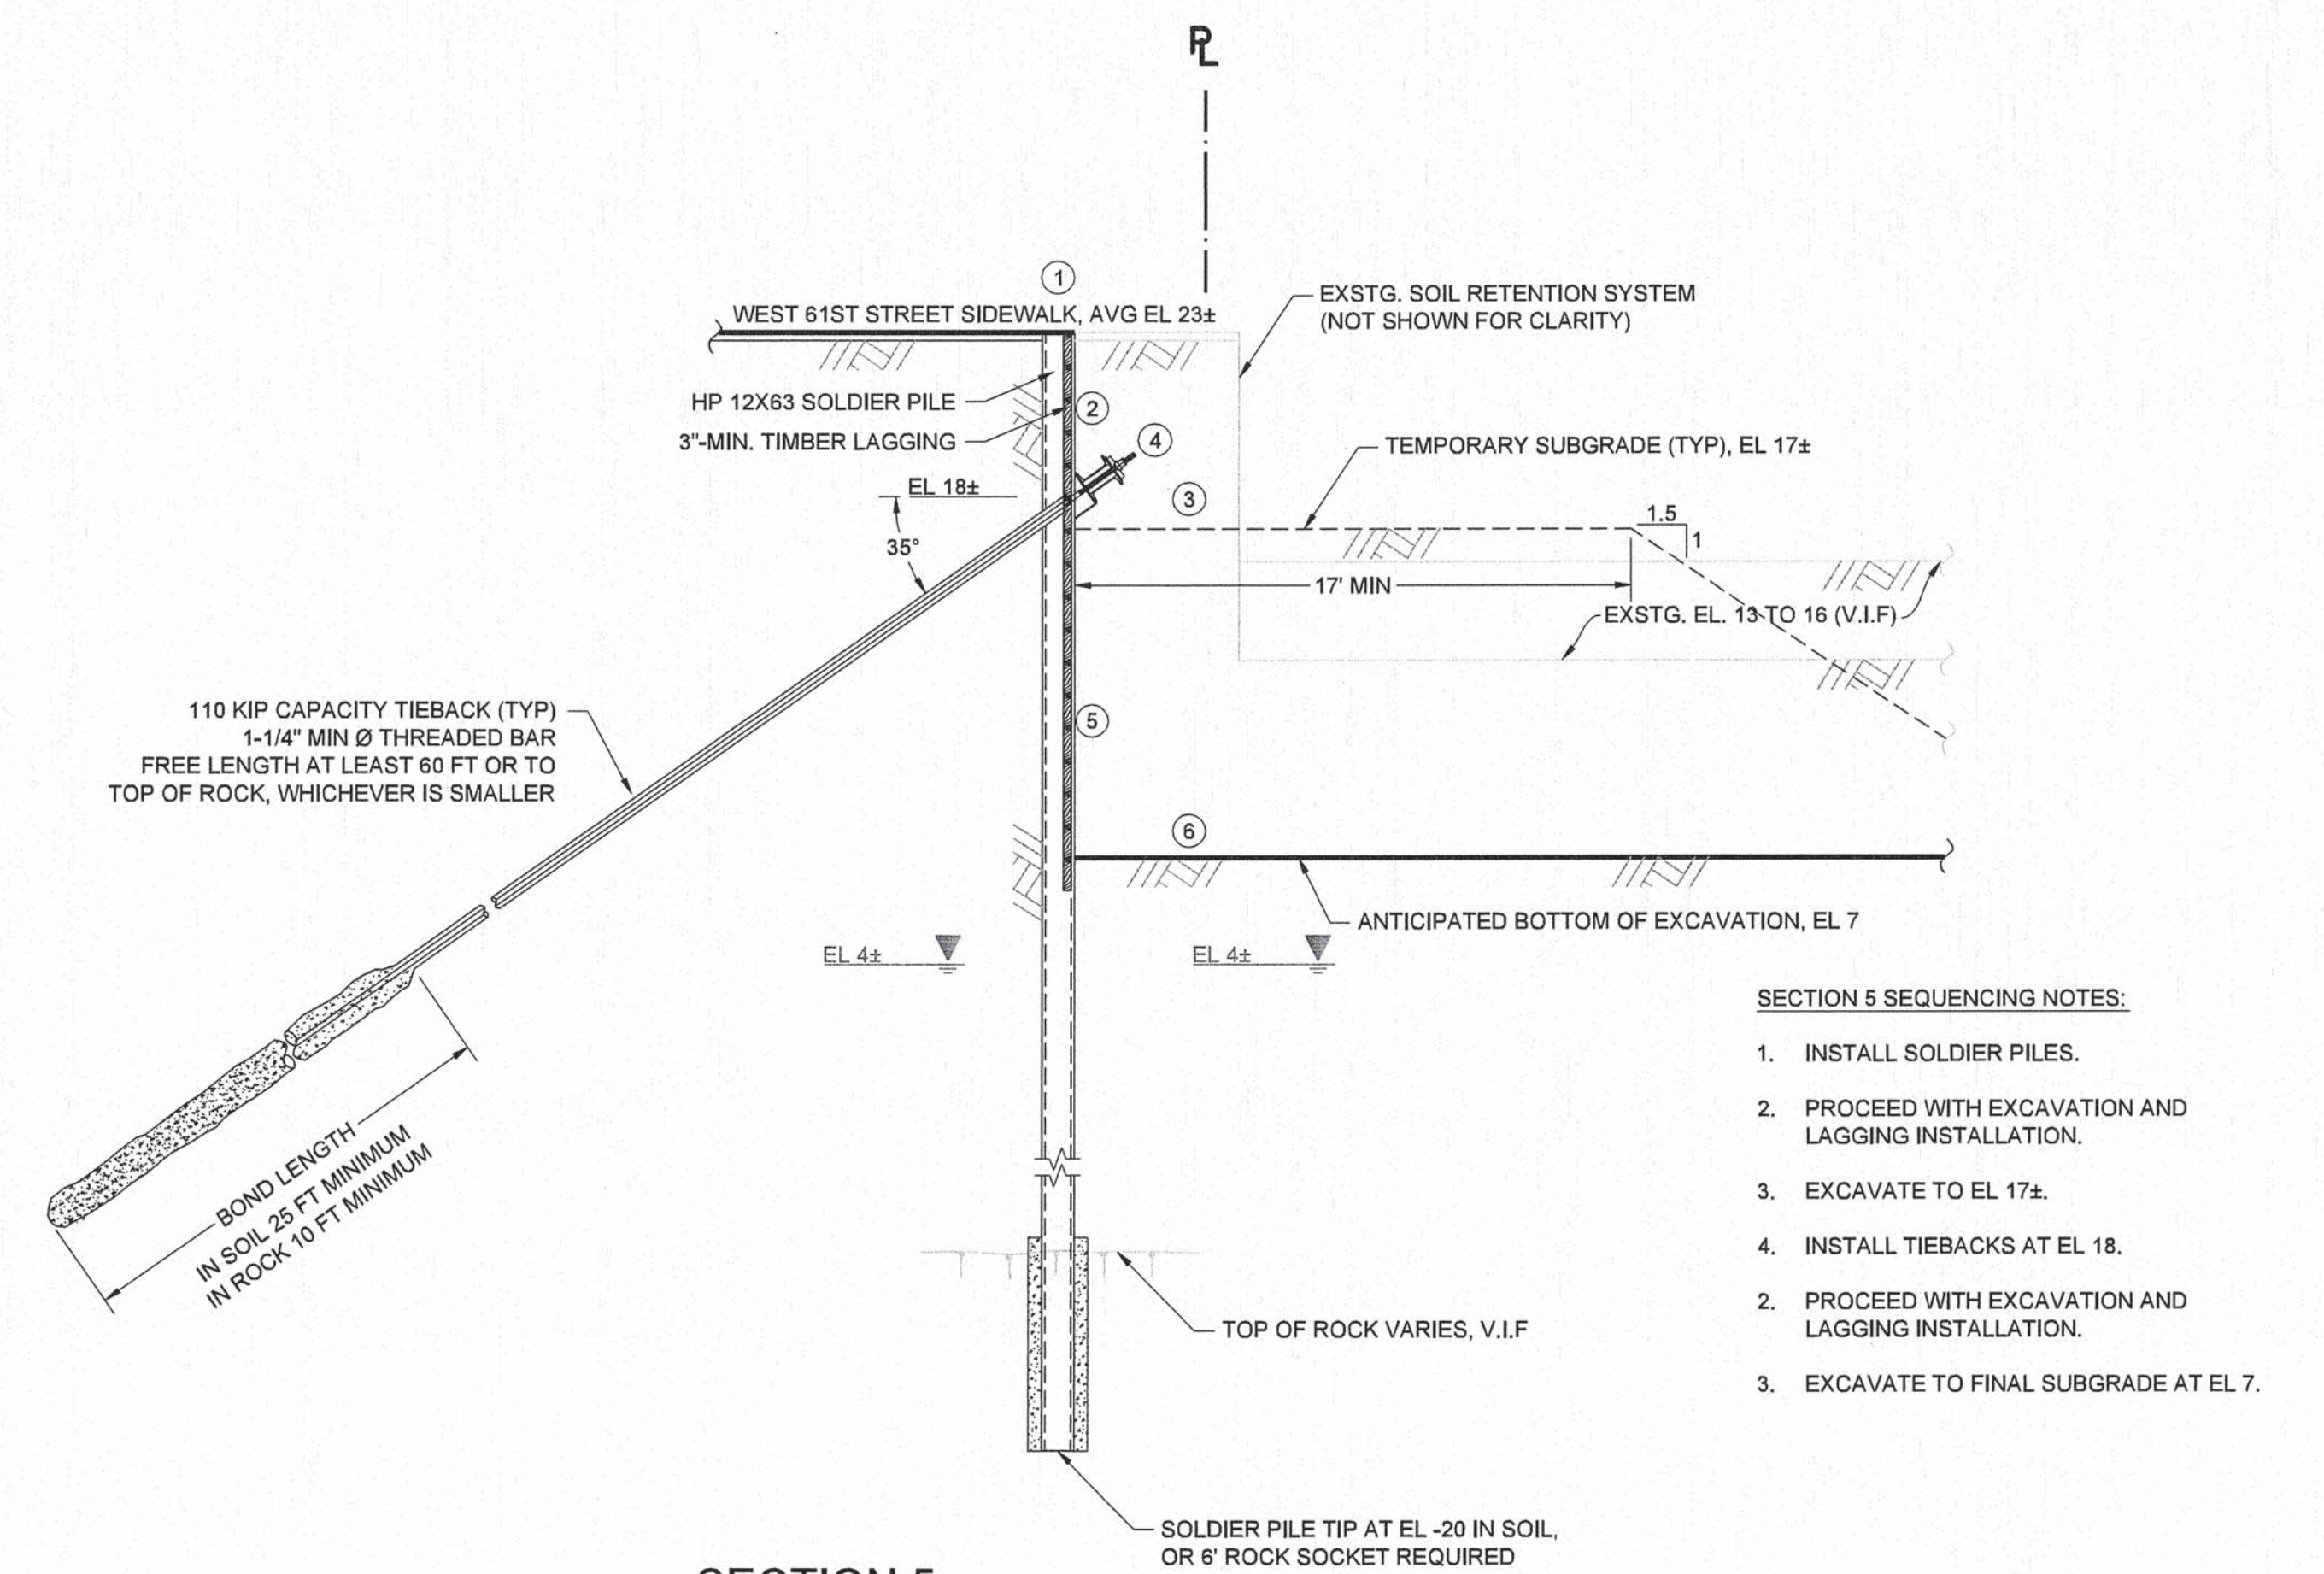 PL
1
WEST 61ST STREET SIDEWALK, AVG EL 23±
EXSTG. SOIL RETENTION SYSTEM
(NOT SHOWN FOR CLARITY)
HP 12X63 SOLDIER PILE
2
3"-MIN. TIMBER LAGGING
4
TEMPORARY SUBGRADE (TYP), EL 17±
EL 18±
3
1.5
1
35°
17' MIN
EXSTG. EL. 13 TO 16 (V.I.F)
110 KIP CAPACITY TIEBACK (TYP)
1-1/4" MIN Ø THREADED BAR
FREE LENGTH AT LEAST 60 FT OR TO
TOP OF ROCK, WHICHEVER IS SMALLER
5
6
ANTICIPATED BOTTOM OF EXCAVATION, EL 7
EL 4±
EL 4±
BOND LENGTH
IN SOIL 25 FT MINIMUM
IN ROCK 10 FT MINIMUM
TOP OF ROCK VARIES, V.I.F
SOLDIER PILE TIP AT EL -20 IN SOIL,
OR 6' ROCK SOCKET REQUIRED
SECTION 5 SEQUENCING NOTES:
1. INSTALL SOLDIER PILES.
2. PROCEED WITH EXCAVATION AND
LAGGING INSTALLATION.
3. EXCAVATE TO EL 17±.
4. INSTALL TIEBACKS AT EL 18.
2. PROCEED WITH EXCAVATION AND
LAGGING INSTALLATION.
3. EXCAVATE TO FINAL SUBGRADE AT EL 7.
SECTION 5